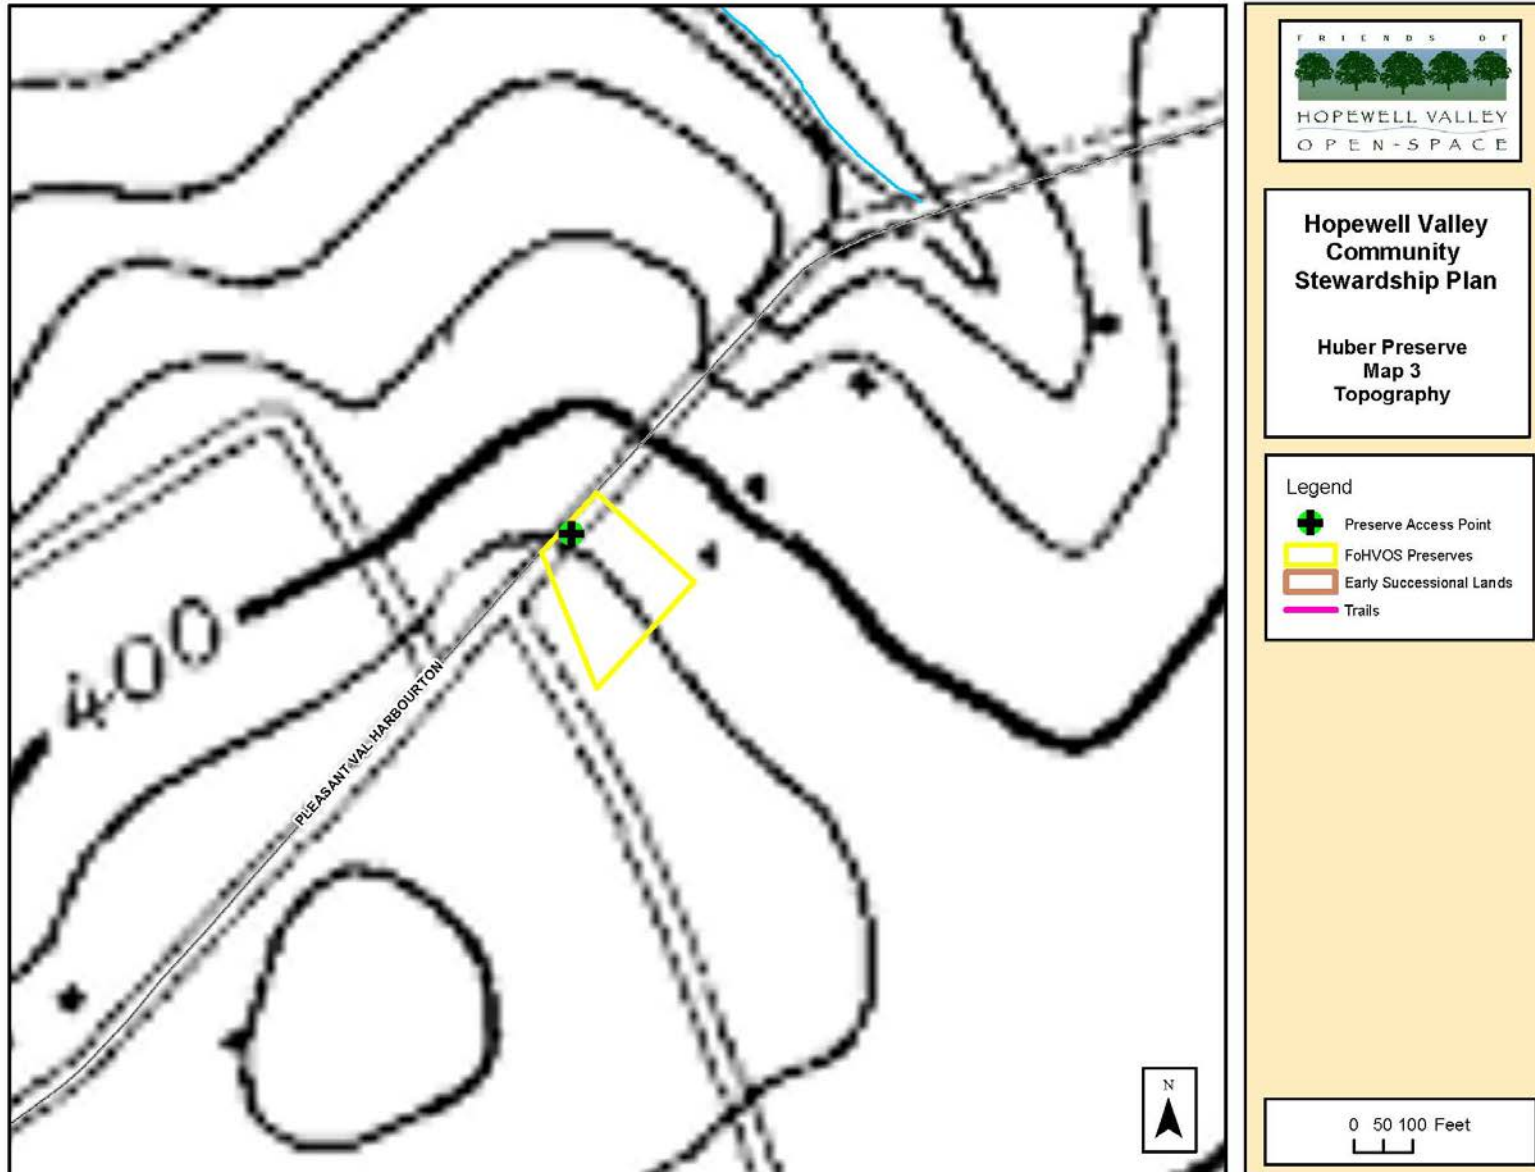 FRIENDS OF
HOPEWELL VALLEY
OPEN-SPACE
Hopewell Valley
Community
Stewardship Plan
Huber Preserve
Map 3
Topography
Legend
Preserve Access Point
FoHVOS Preserves
Early Successional Lands
Trails
400
PLEASANT VAL HARBOURTON
N
0 50 100 Feet